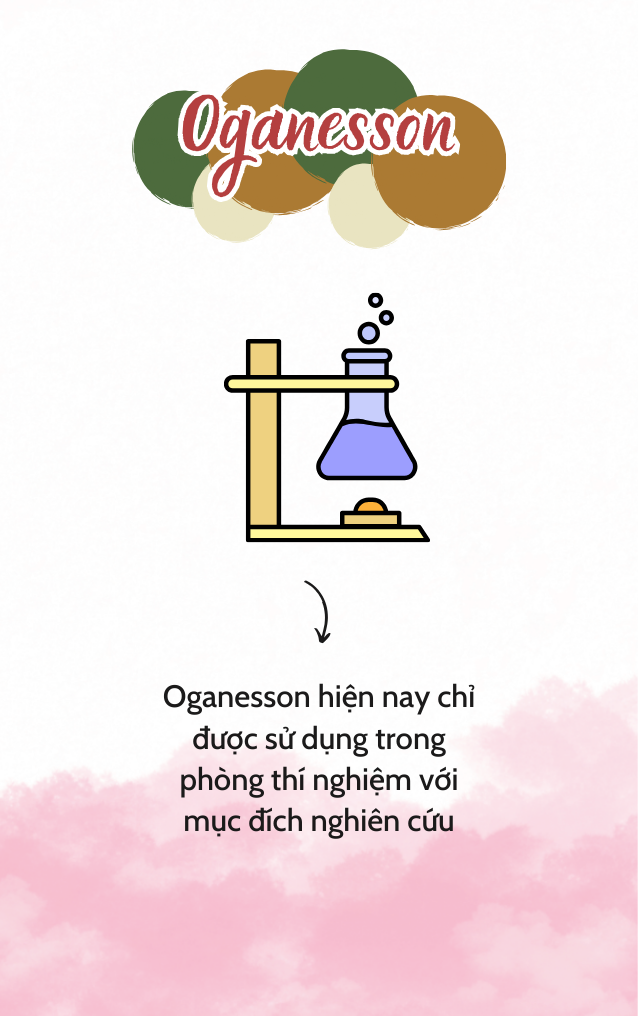 Oganesson
Oganesson hiện nay chỉ
được sử dụng trong
phòng thí nghiệm với
mục đích nghiên cứu